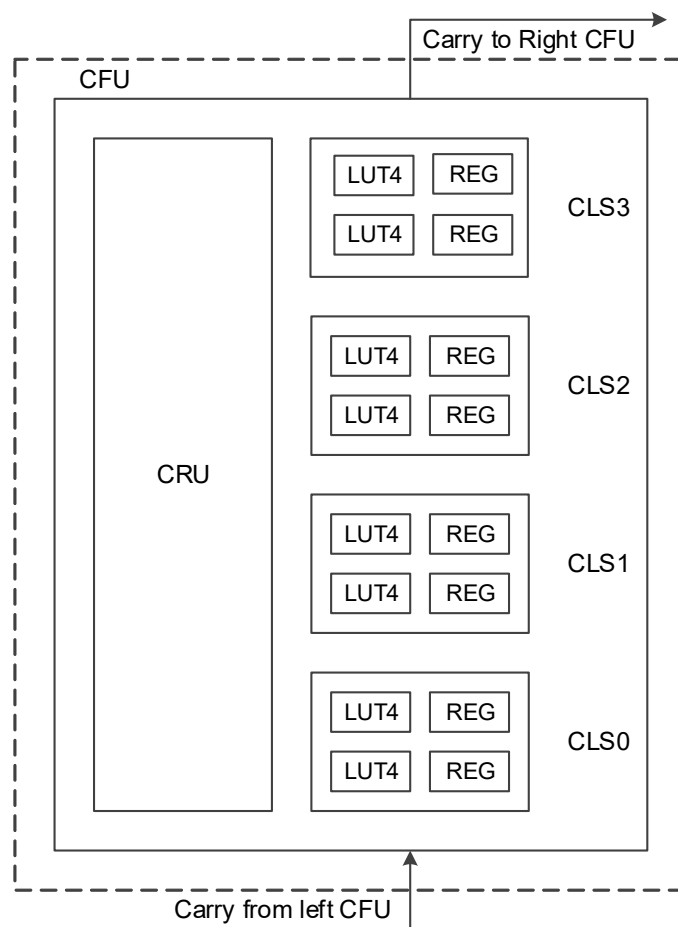 Carry to Right CFU
CFU
LUT4 REG
CLS3
LUT4 REG
LUT4 REG
CLS2
LUT4 REG
CRU
LUT4 REG
CLS1
LUT4 REG
LUT4 REG
CLS0
LUT4 REG
Carry from left CFU